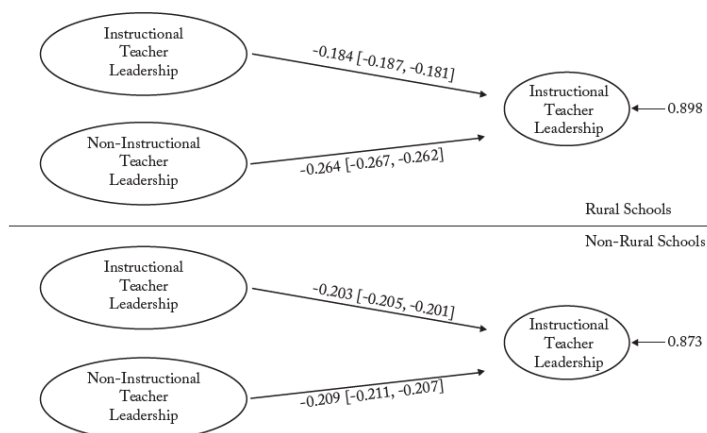 Instructional
Teacher
Leadership
-0.184 [-0.187, -0.181]
Instructional
Teacher
Leadership
0.898
Non-Instructional
Teacher
Leadership
-0.264 [-0.267, -0.262]
Rural Schools
Non-Rural Schools
Instructional
Teacher
Leadership
-0.203 [-0.205, -0.201]
Instructional
Teacher
Leadership
0.873
Non-Instructional
Teacher
Leadership
-0.209 [-0.211, -0.207]